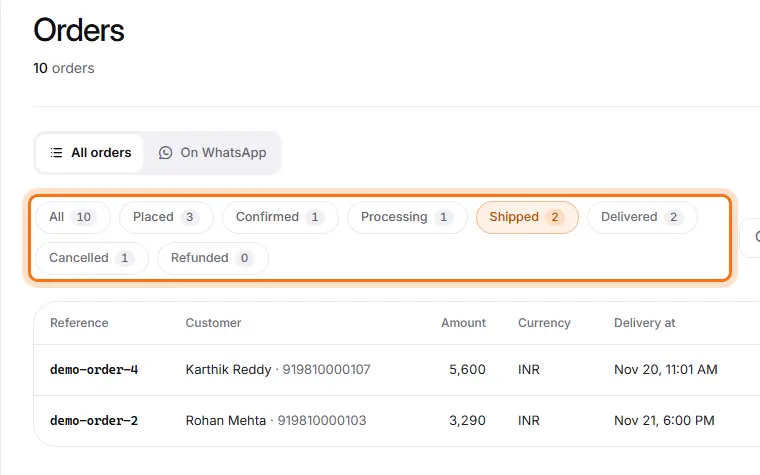 Orders
10 orders
All orders On WhatsApp
All 10 Placed 3 Confirmed 1 Processing 1 Shipped 2 Delivered 2
Cancelled 1 Refunded 0
Reference Customer Amount Currency Delivery at
demo-order-4 Karthik Reddy · 919810000107 5,600 INR Nov 20, 11:01 AM
demo-order-2 Rohan Mehta · 919810000103 3,290 INR Nov 21, 6:00 PM